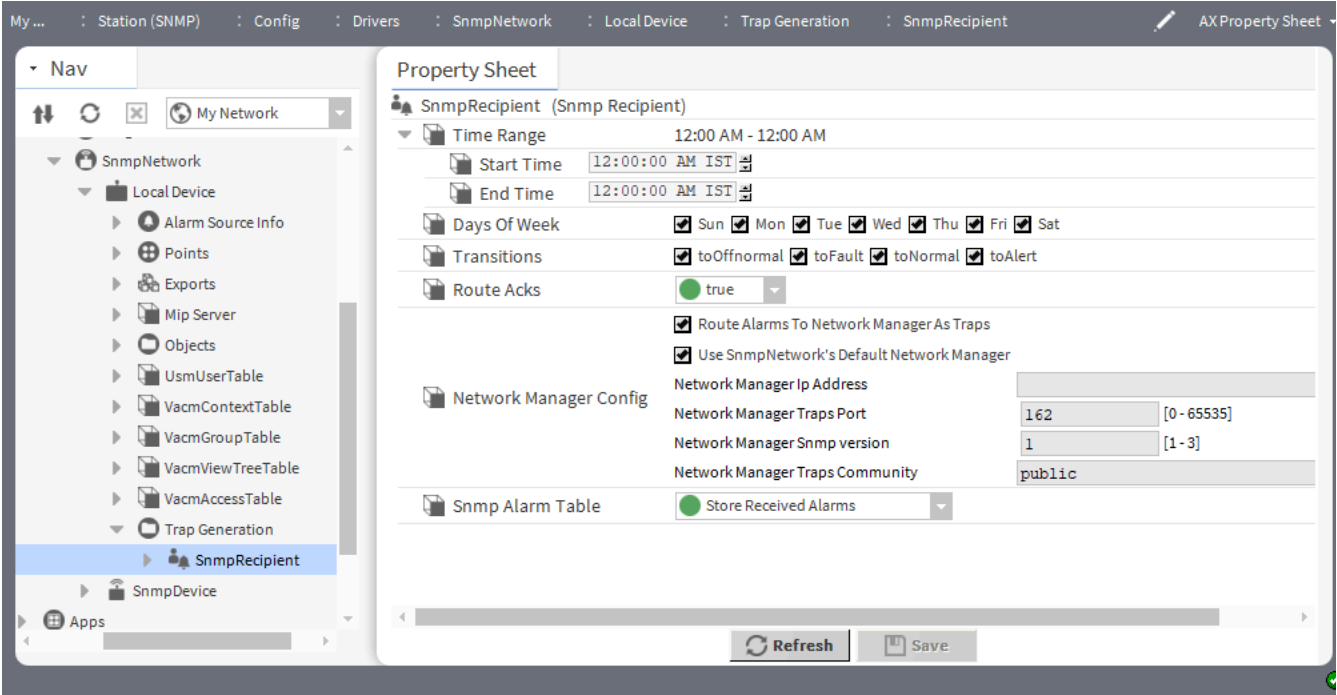 My ... : Station (SNMP) : Config : Drivers : SnmpNetwork : Local Device : Trap Generation : SnmpRecipient AX Property Sheet
Nav
My Network
SnmpNetwork
Local Device
Alarm Source Info
Points
Exports
Mip Server
Objects
UsmUserTable
VacmContextTable
VacmGroupTable
VacmViewTreeTable
VacmAccessTable
Trap Generation
SnmpRecipient
SnmpDevice
Apps
Property Sheet
SnmpRecipient (Snmp Recipient)
Time Range 12:00 AM - 12:00 AM
Start Time 12:00:00 AM IST
End Time 12:00:00 AM IST
Days Of Week Sun Mon Tue Wed Thu Fri Sat
Transitions toOffnormal toFault toNormal toAlert
Route Acks true
Route Alarms To Network Manager As Traps
Use SnmpNetwork's Default Network Manager
Network Manager Config
Network Manager Ip Address
Network Manager Traps Port 162 [0 - 65535]
Network Manager Snmp version 1 [1 - 3]
Network Manager Traps Community public
Snmp Alarm Table Store Received Alarms
Refresh Save